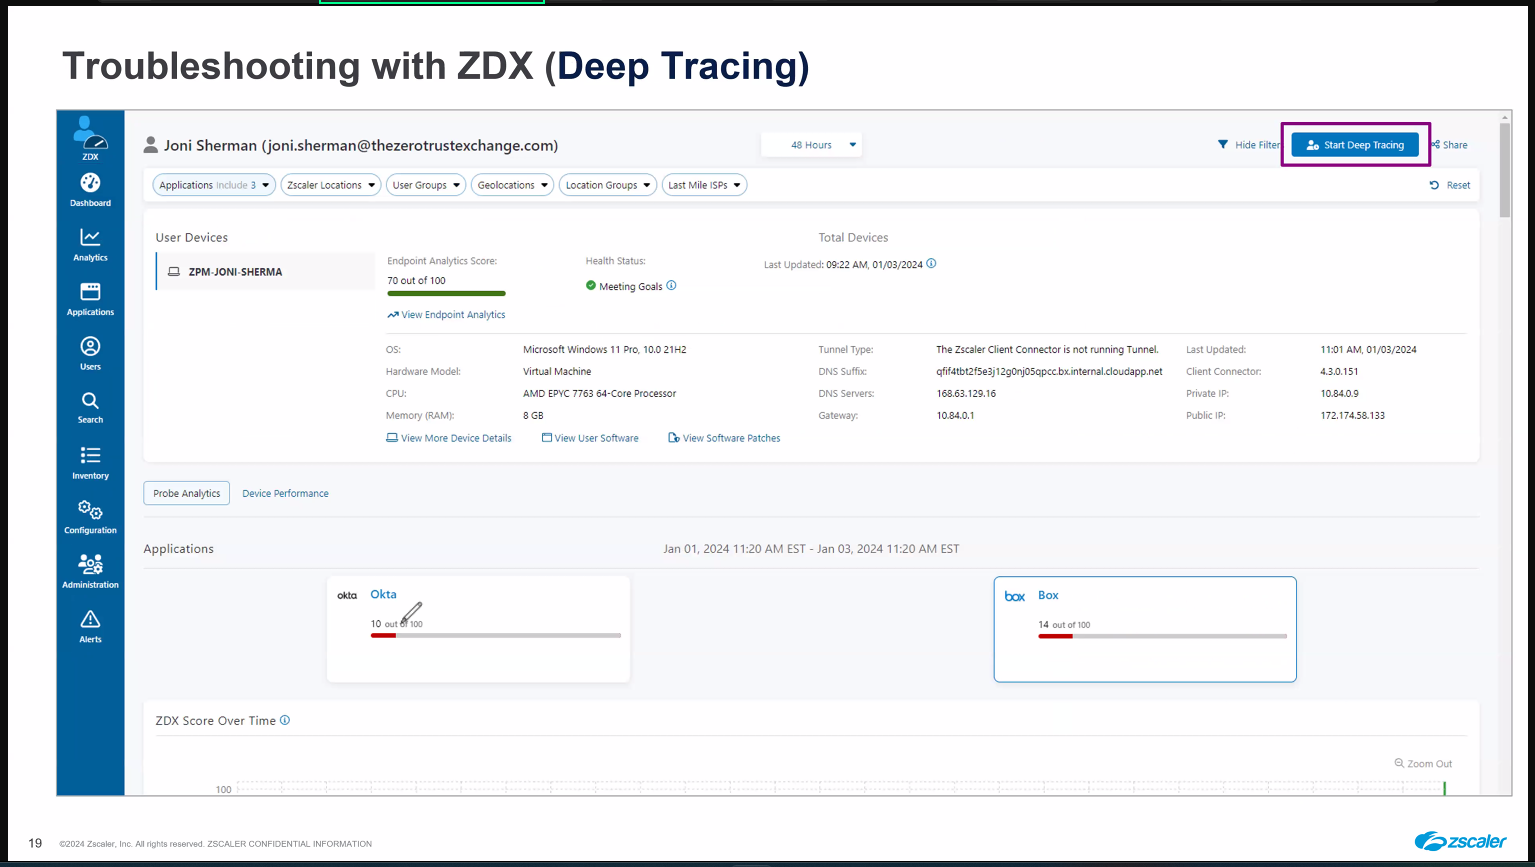 Troubleshooting with ZDX (Deep Tracing)
ZDX
Dashboard
Analytics
Applications
Users
Search
Inventory
Configuration
Administration
Alerts
Joni Sherman (joni.sherman@thezerotrustexchange.com)
48 Hours
Hide Filter
Start Deep Tracing
Share
Applications Include 3
Zscaler Locations
User Groups
Geolocations
Location Groups
Last Mile ISPs
Reset
User Devices
Total Devices
ZPM-JONI-SHERMA
Endpoint Analytics Score:
70 out of 100
View Endpoint Analytics
Health Status:
Meeting Goals
Last Updated: 09:22 AM, 01/03/2024
OS: Microsoft Windows 11 Pro, 10.0 21H2
Hardware Model: Virtual Machine
CPU: AMD EPYC 7763 64-Core Processor
Memory (RAM): 8 GB
Tunnel Type: The Zscaler Client Connector is not running Tunnel.
DNS Suffix: qfif4tbt2f5e3j12g0nj05qpcc.bx.internal.cloudapp.net
DNS Servers: 168.63.129.16
Gateway: 10.84.0.1
Last Updated: 11:01 AM, 01/03/2024
Client Connector: 4.3.0.151
Private IP: 10.84.0.9
Public IP: 172.174.58.133
View More Device Details
View User Software
View Software Patches
Probe Analytics
Device Performance
Applications
Jan 01, 2024 11:20 AM EST - Jan 03, 2024 11:20 AM EST
okta
Okta
10 out of 100
box
Box
14 out of 100
ZDX Score Over Time
Zoom Out
100
19
©2024 Zscaler, Inc. All rights reserved. ZSCALER CONFIDENTIAL INFORMATION
zscaler